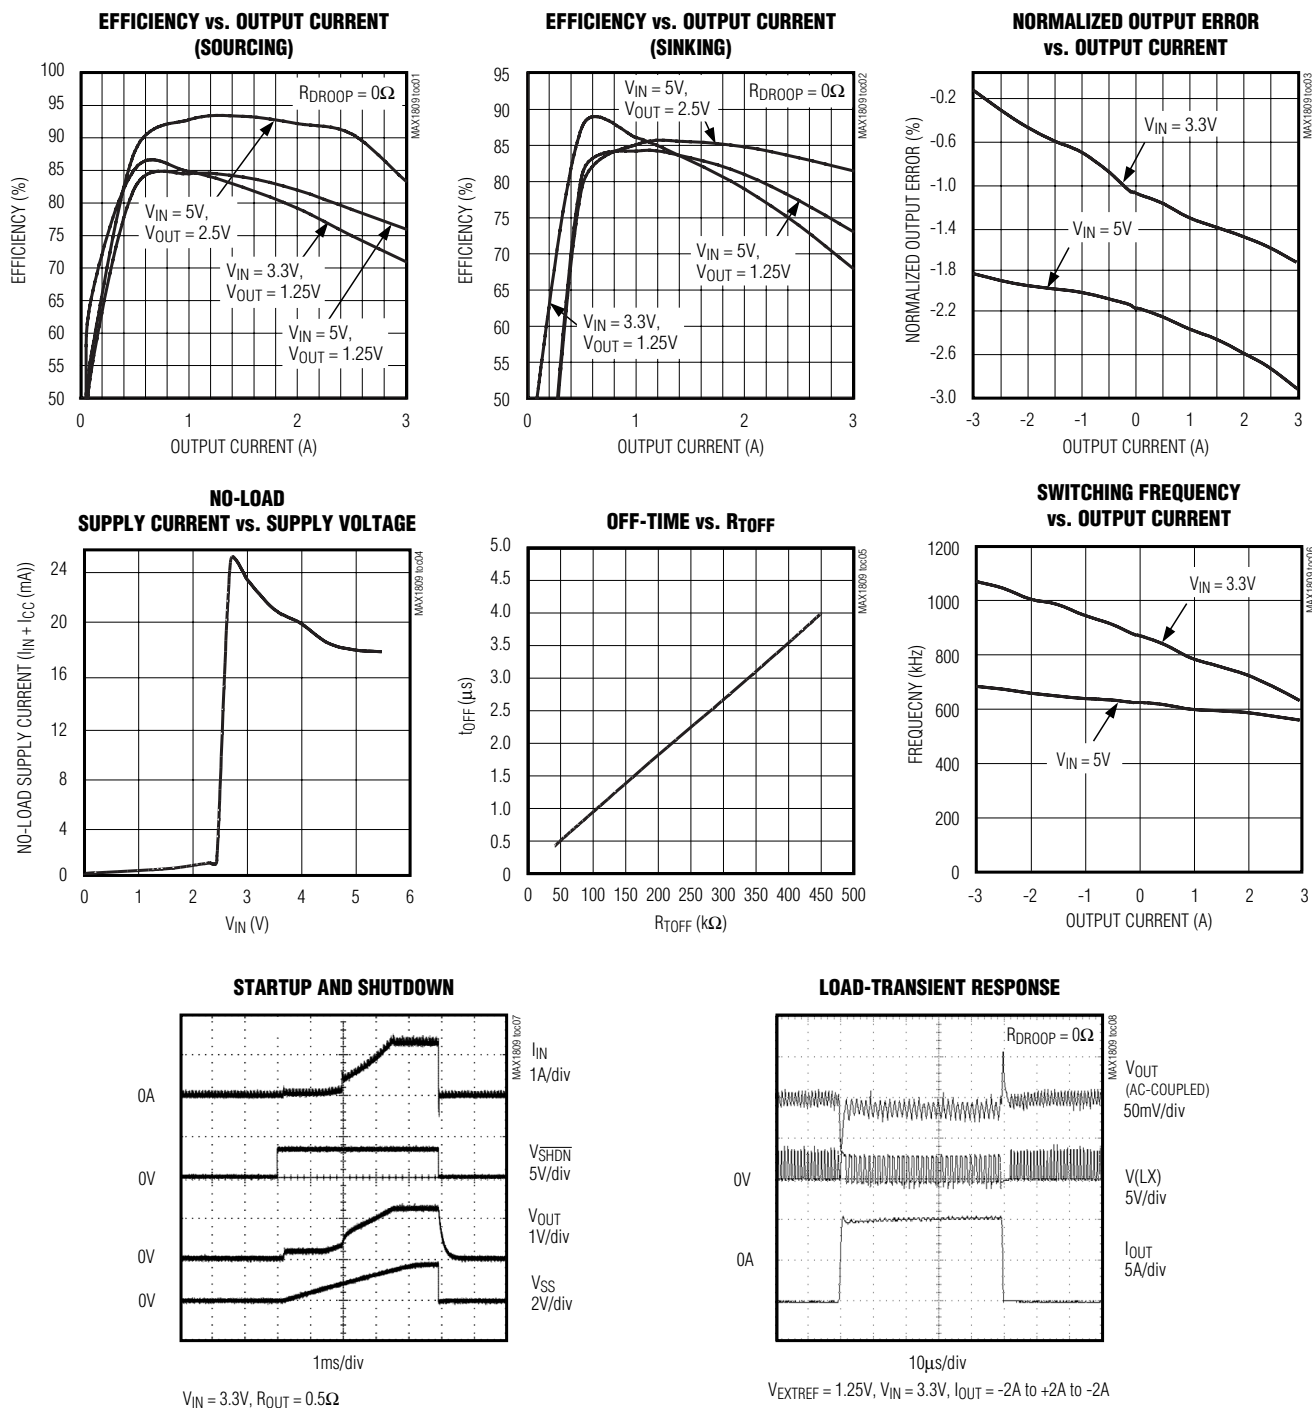 EFFICIENCY vs. OUTPUT CURRENT
(SOURCING)
100
95
90
85
80
75
70
65
60
55
50
EFFICIENCY (%)
RDROOP = 0Ω
VIN = 5V,
VOUT = 2.5V
VIN = 3.3V,
VOUT = 1.25V
VIN = 5V,
VOUT = 1.25V
0 1 2 3
OUTPUT CURRENT (A)
MAX1809 toc01
EFFICIENCY vs. OUTPUT CURRENT
(SINKING)
95
90
85
80
75
70
65
60
55
50
EFFICIENCY (%)
VIN = 5V,
VOUT = 2.5V
RDROOP = 0Ω
VIN = 5V,
VOUT = 1.25V
VIN = 3.3V,
VOUT = 1.25V
0 1 2 3
OUTPUT CURRENT (A)
MAX1809 toc02
NORMALIZED OUTPUT ERROR
vs. OUTPUT CURRENT
-0.2
-0.6
-1.0
-1.4
-1.8
-2.2
-2.6
-3.0
NORMALIZED OUTPUT ERROR (%)
VIN = 3.3V
VIN = 5V
-3 -2 -1 0 1 2 3
OUTPUT CURRENT (A)
MAX1809 toc03
NO-LOAD
SUPPLY CURRENT vs. SUPPLY VOLTAGE
24
20
16
12
8
4
0
NO-LOAD SUPPLY CURRENT (IIN + ICC (mA))
0 1 2 3 4 5 6
VIN (V)
MAX1809 toc04
OFF-TIME vs. RTOFF
5.0
4.5
4.0
3.5
3.0
2.5
2.0
1.5
1.0
0.5
0
tOFF (µs)
0 50 100 150 200 250 300 350 400 450 500
RTOFF (kΩ)
MAX1809 toc05
SWITCHING FREQUENCY
vs. OUTPUT CURRENT
1200
1000
800
600
400
200
0
FREQUECNY (kHz)
VIN = 3.3V
VIN = 5V
-3 -2 -1 0 1 2 3
OUTPUT CURRENT (A)
MAX1809 toc06
STARTUP AND SHUTDOWN
0A
0V
0V
0V
IIN
1A/div
VSHDN
5V/div
VOUT
1V/div
VSS
2V/div
MAX1809 toc07
1ms/div
VIN = 3.3V, ROUT = 0.5Ω
LOAD-TRANSIENT RESPONSE
RDROOP = 0Ω
0V
0A
VOUT
(AC-COUPLED)
50mV/div
V(LX)
5V/div
IOUT
5A/div
MAX1809 toc08
10µs/div
VEXTREF = 1.25V, VIN = 3.3V, IOUT = -2A to +2A to -2A